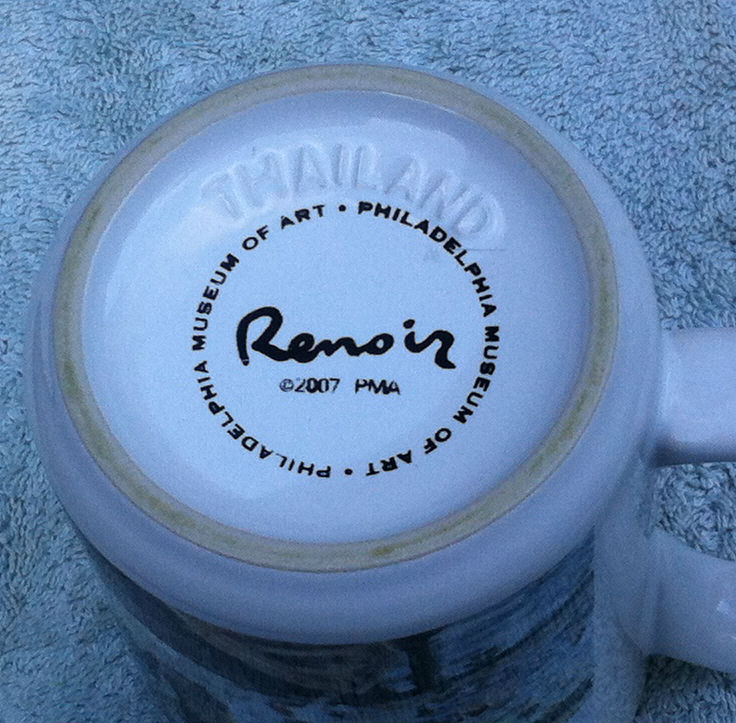 THAILAND
PHILADELPHIA MUSEUM OF ART • PHILADELPHIA MUSEUM OF ART •
Renoir
©2007 PMA